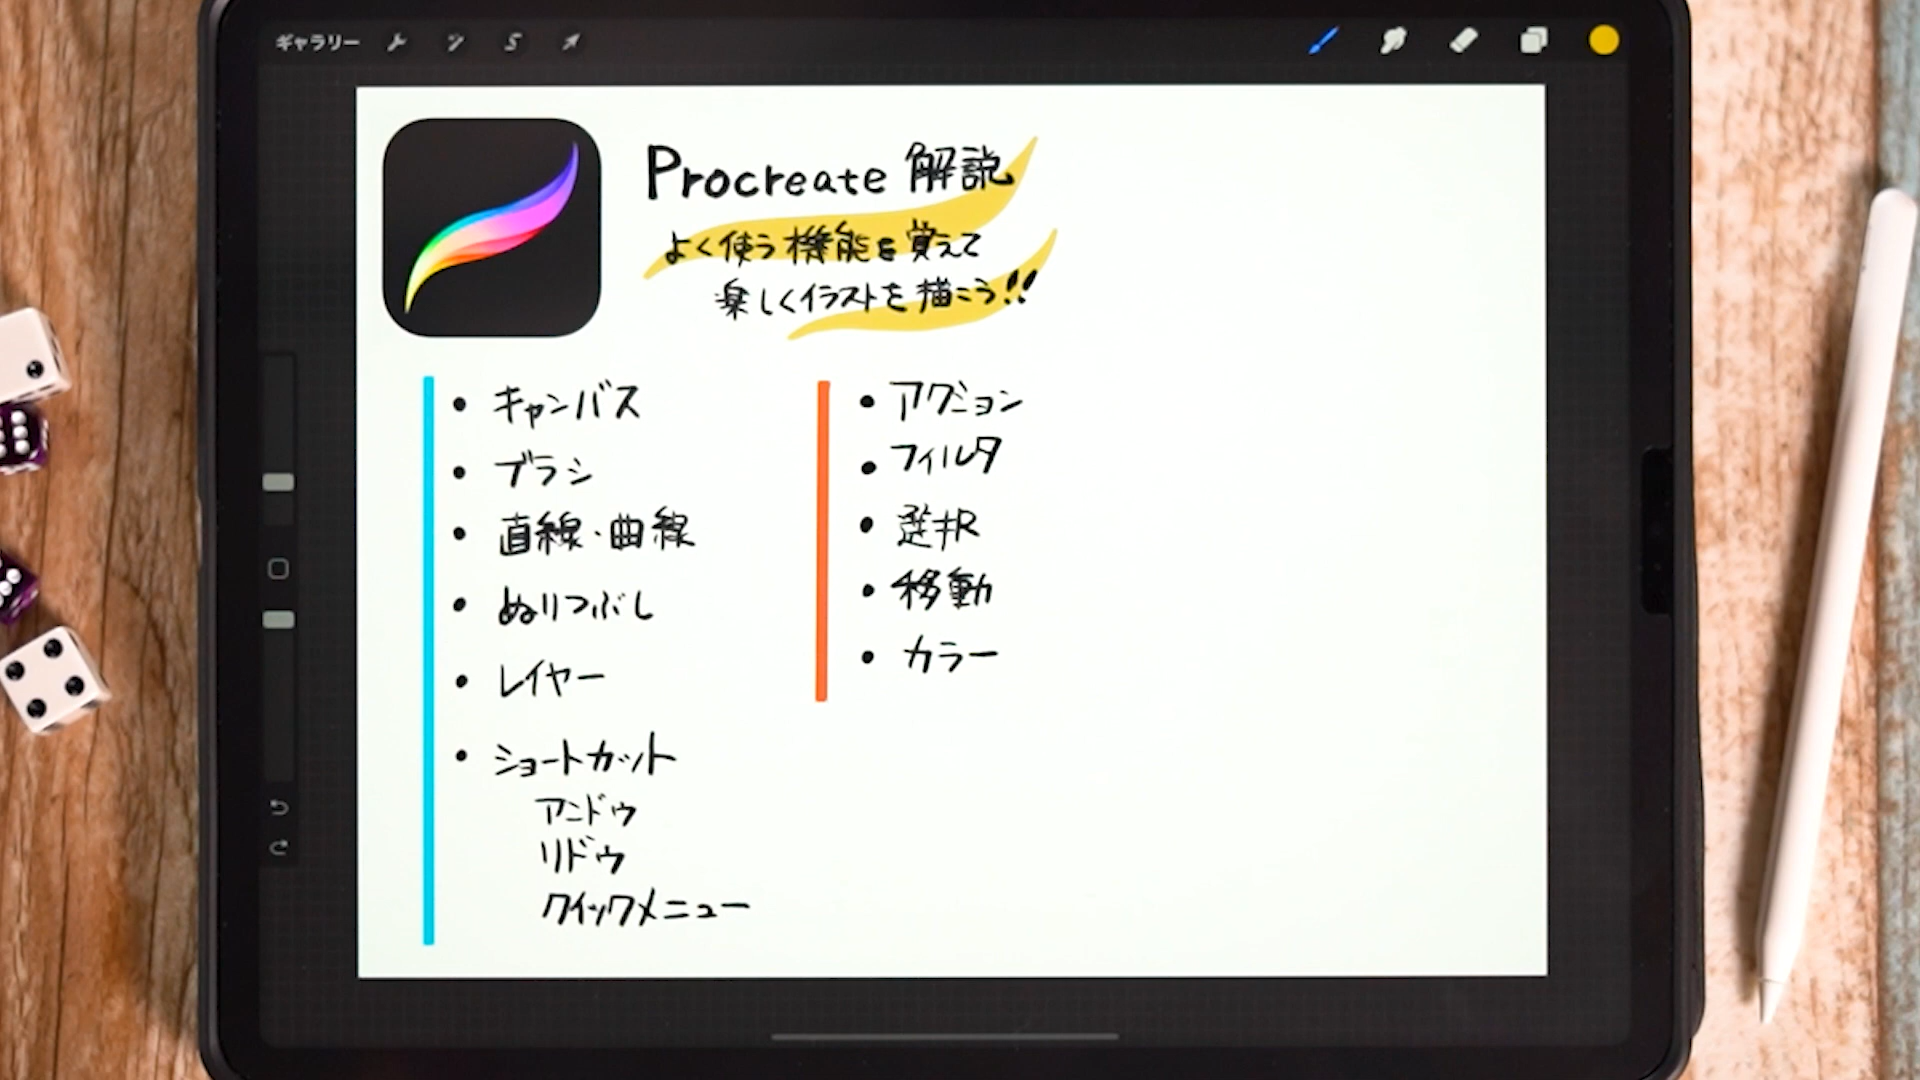 ギャラリー
Procreate 解説
よく使う機能を覚えて
楽しくイラストを描こう!!
• キャンバス
• ブラシ
• 直線・曲線
• ぬりつぶし
• レイヤー
• ショートカット
アンドゥ
リドゥ
クイックメニュー
• アクション
• フィルタ
• 選択
• 移動
• カラー